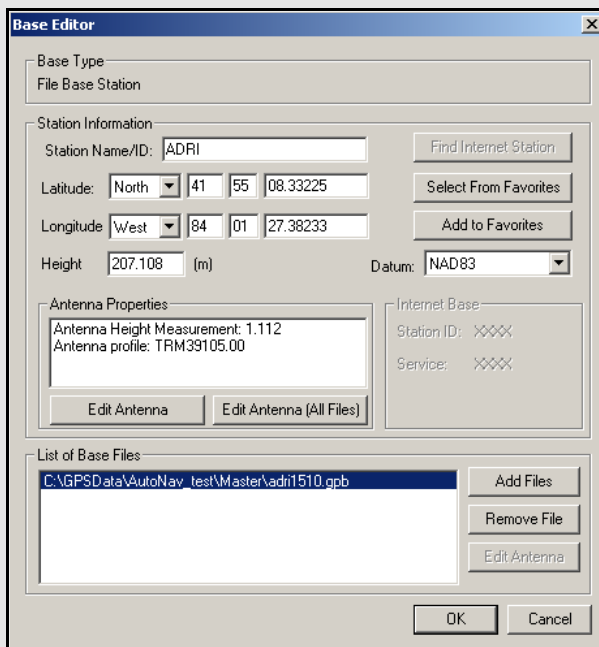 Base Editor
Base Type
File Base Station
Station Information
Station Name/ID: ADRI
Find Internet Station
Latitude: North 41 55 08.33225
Select From Favorites
Longitude West 84 01 27.38233
Add to Favorites
Height 207.108 (m)
Datum: NAD83
Antenna Properties
Antenna Height Measurement: 1.112
Antenna profile: TRM39105.00
Edit Antenna
Edit Antenna (All Files)
Internet Base
Station ID: XXXX
Service: XXXX
List of Base Files
C:\GPSData\AutoNav_test\Master\adri1510.gpb
Add Files
Remove File
Edit Antenna
OK
Cancel